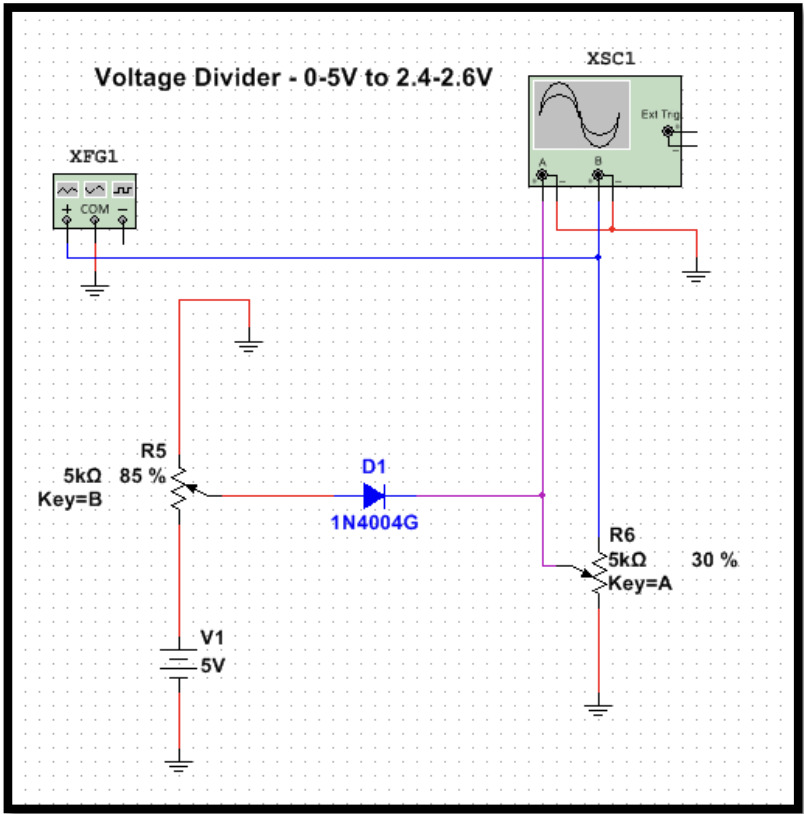 Voltage Divider - 0-5V to 2.4-2.6V
XSC1
Ext Trig
+
_
A
B
+ _ + _
XFG1
+ COM −
R5
5kΩ 85 %
Key=B
D1
1N4004G
R6
5kΩ 30 %
Key=A
V1
5V